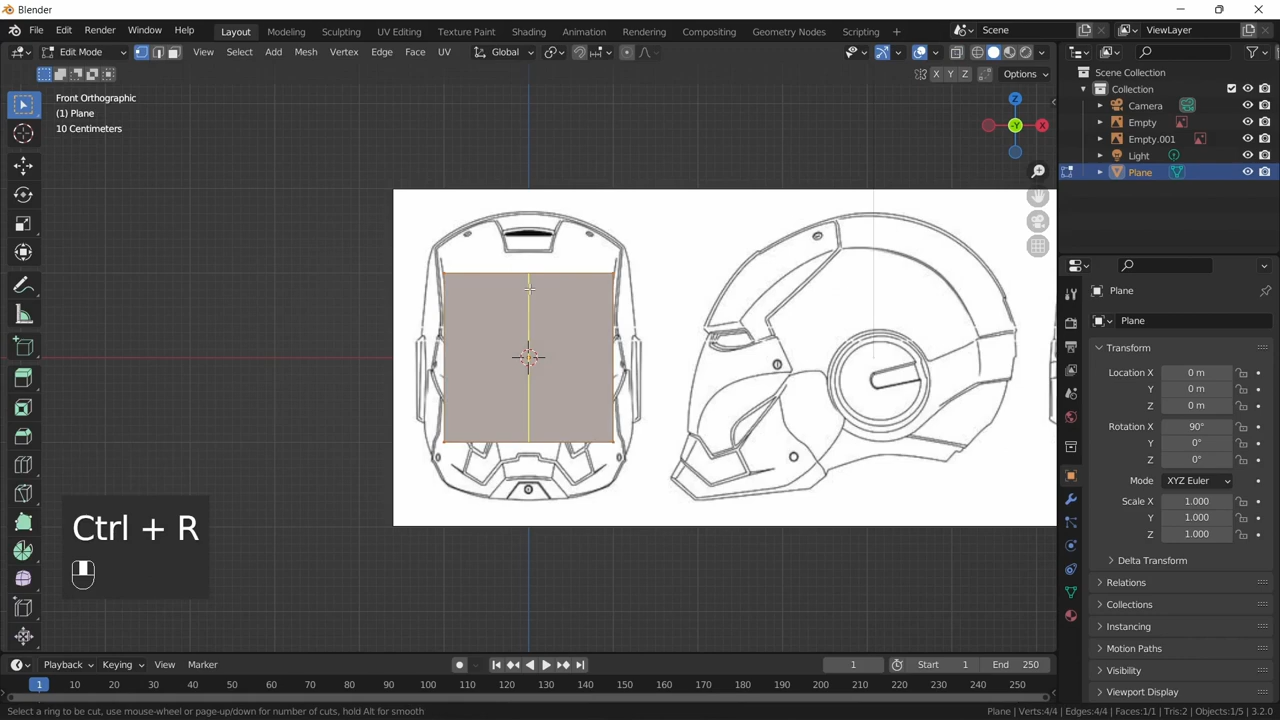 Blender
File Edit Render Window Help
Layout Modeling Sculpting UV Editing Texture Paint Shading Animation Rendering Compositing Geometry Nodes Scripting +
Scene
ViewLayer
Edit Mode
View Select Add Mesh Vertex Edge Face UV
Global
X Y Z
Options
Front Orthographic
(1) Plane
10 Centimeters
Z
-Y
X
Scene Collection
Collection
Camera
Empty
Empty.001
Light
Plane
Plane
Plane
Transform
Location X 0 m
Y 0 m
Z 0 m
Rotation X 90°
Y 0°
Z 0°
Mode XYZ Euler
Scale X 1.000
Y 1.000
Z 1.000
Delta Transform
Relations
Collections
Instancing
Motion Paths
Visibility
Viewport Display
Ctrl + R
Playback Keying View Marker
1
Start 1
End 250
1 10 20 30 40 50 60 70 80 90 100 110 120 130 140 150 160 170 180 190 200 210 220 230 240 250
Select a ring to be cut, use mouse-wheel or page-up/down for number of cuts, hold Alt for smooth
Plane | Verts:4/4 | Edges:4/4 | Faces:1/1 | Tris:2 | Objects:1/5 | 3.2.0